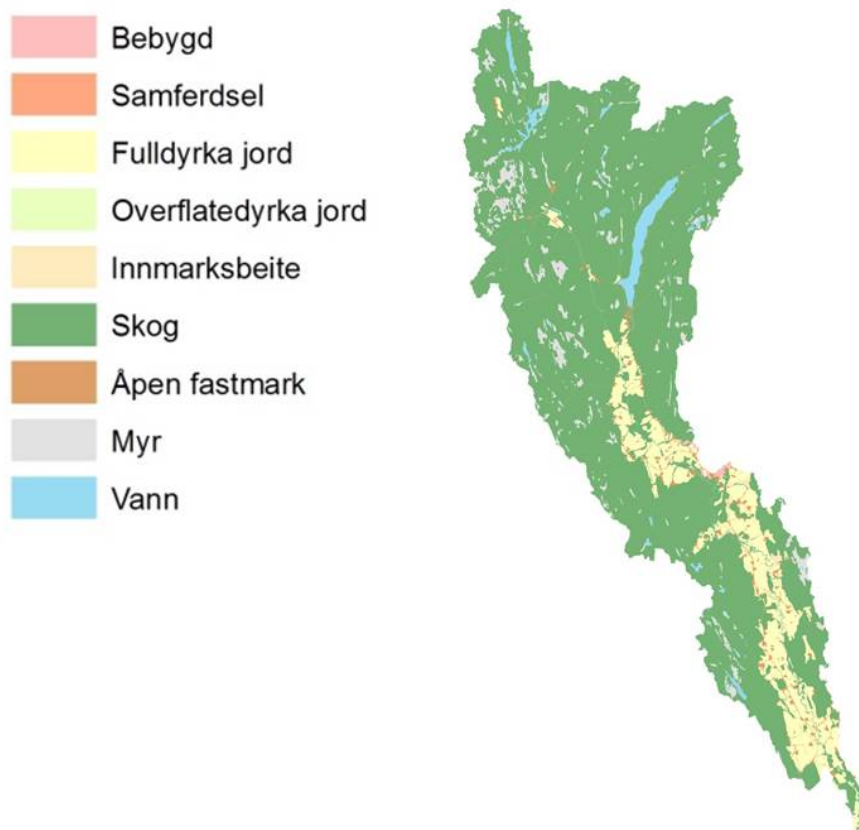 Bebygd
Samferdsel
Fulldyrka jord
Overflatedyrka jord
Innmarksbeite
Skog
Åpen fastmark
Myr
Vann